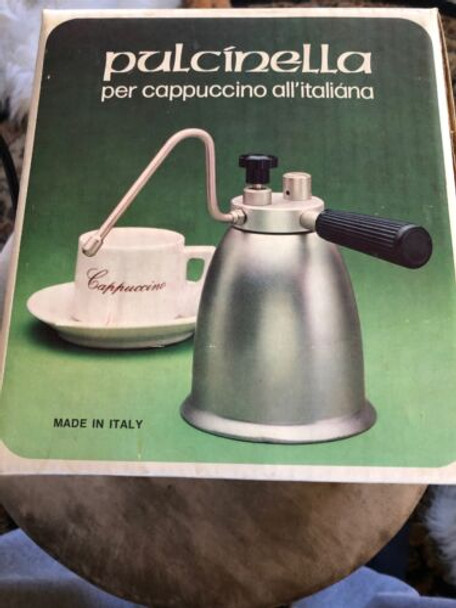 pulcinella
per cappuccino all'italiána
Cappuccino
MADE IN ITALY